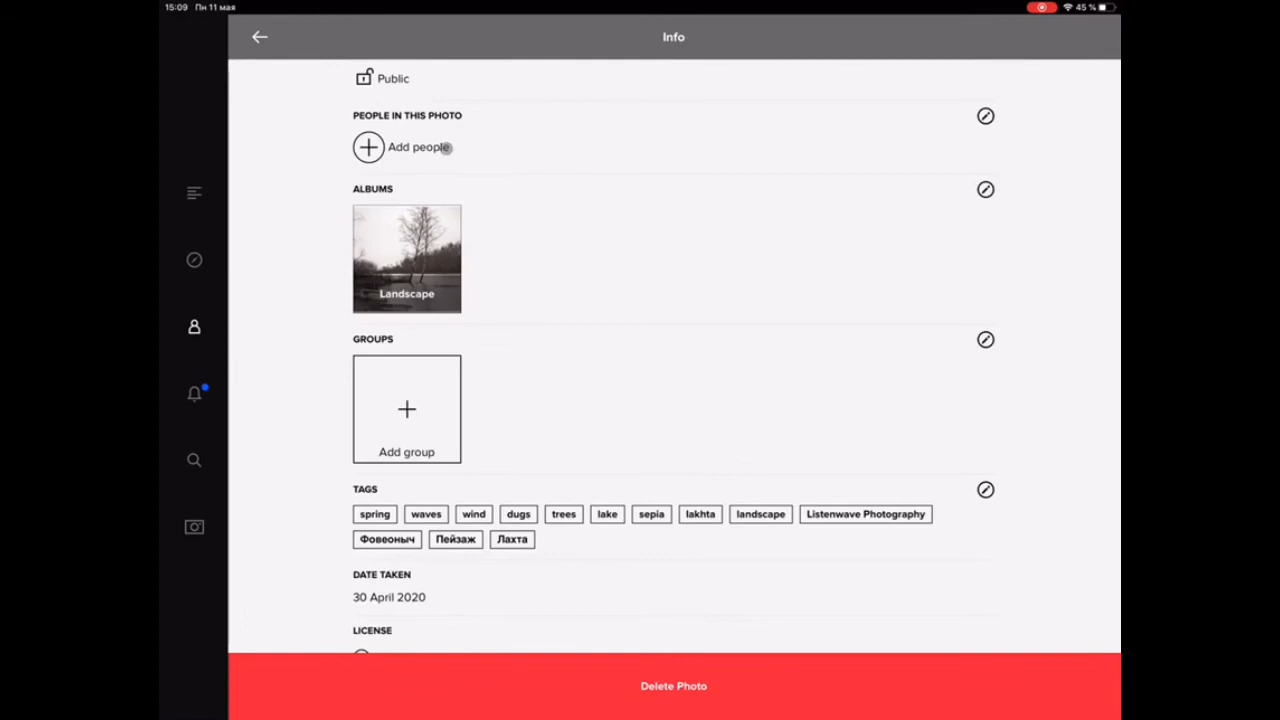 15:09 Пн 11 мая 45 %
Info
Public
PEOPLE IN THIS PHOTO
Add people
ALBUMS
Landscape
GROUPS
Add group
TAGS
spring waves wind dugs trees lake sepia lakhta landscape Listenwave Photography
Фовеоныч Пейзаж Лахта
DATE TAKEN
30 April 2020
LICENSE
Delete Photo